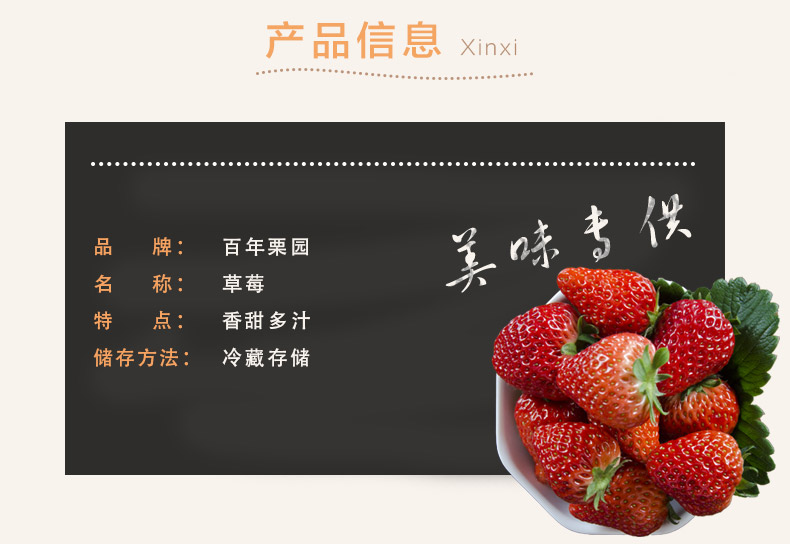 产品信息 Xinxi
美味专供
品 牌： 百年栗园
名 称： 草莓
特 点： 香甜多汁
储存方法： 冷藏存储